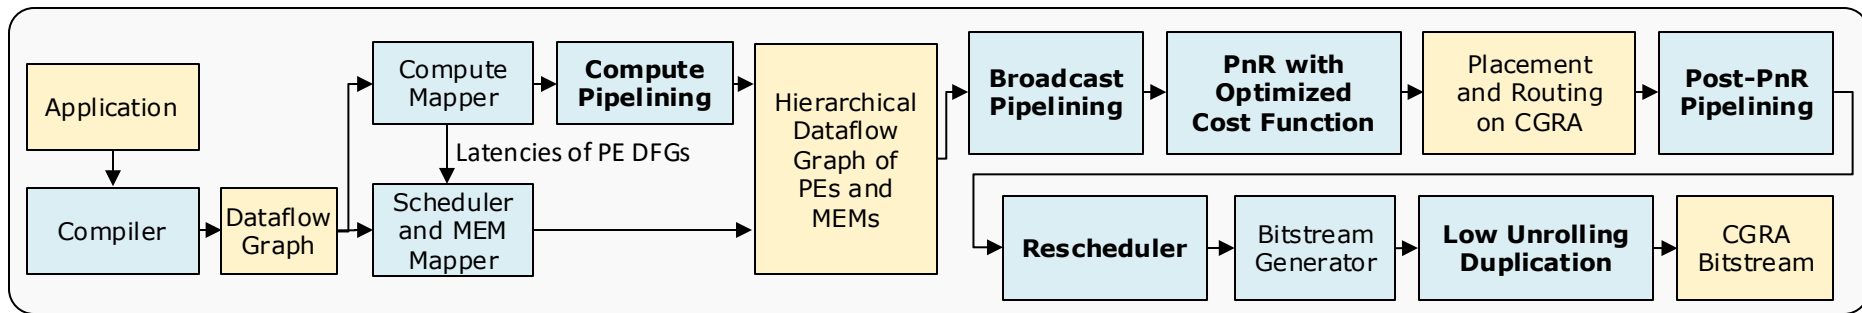 Application
Compiler
Dataflow
Graph
Compute
Mapper
Latencies of PE DFGs
Scheduler
and MEM
Mapper
Compute
Pipelining
Hierarchical
Dataflow
Graph of
PEs and
MEMs
Broadcast
Pipelining
PnR with
Optimized
Cost Function
Placement
and Routing
on CGRA
Post-PnR
Pipelining
Rescheduler
Bitstream
Generator
Low Unrolling
Duplication
CGRA
Bitstream